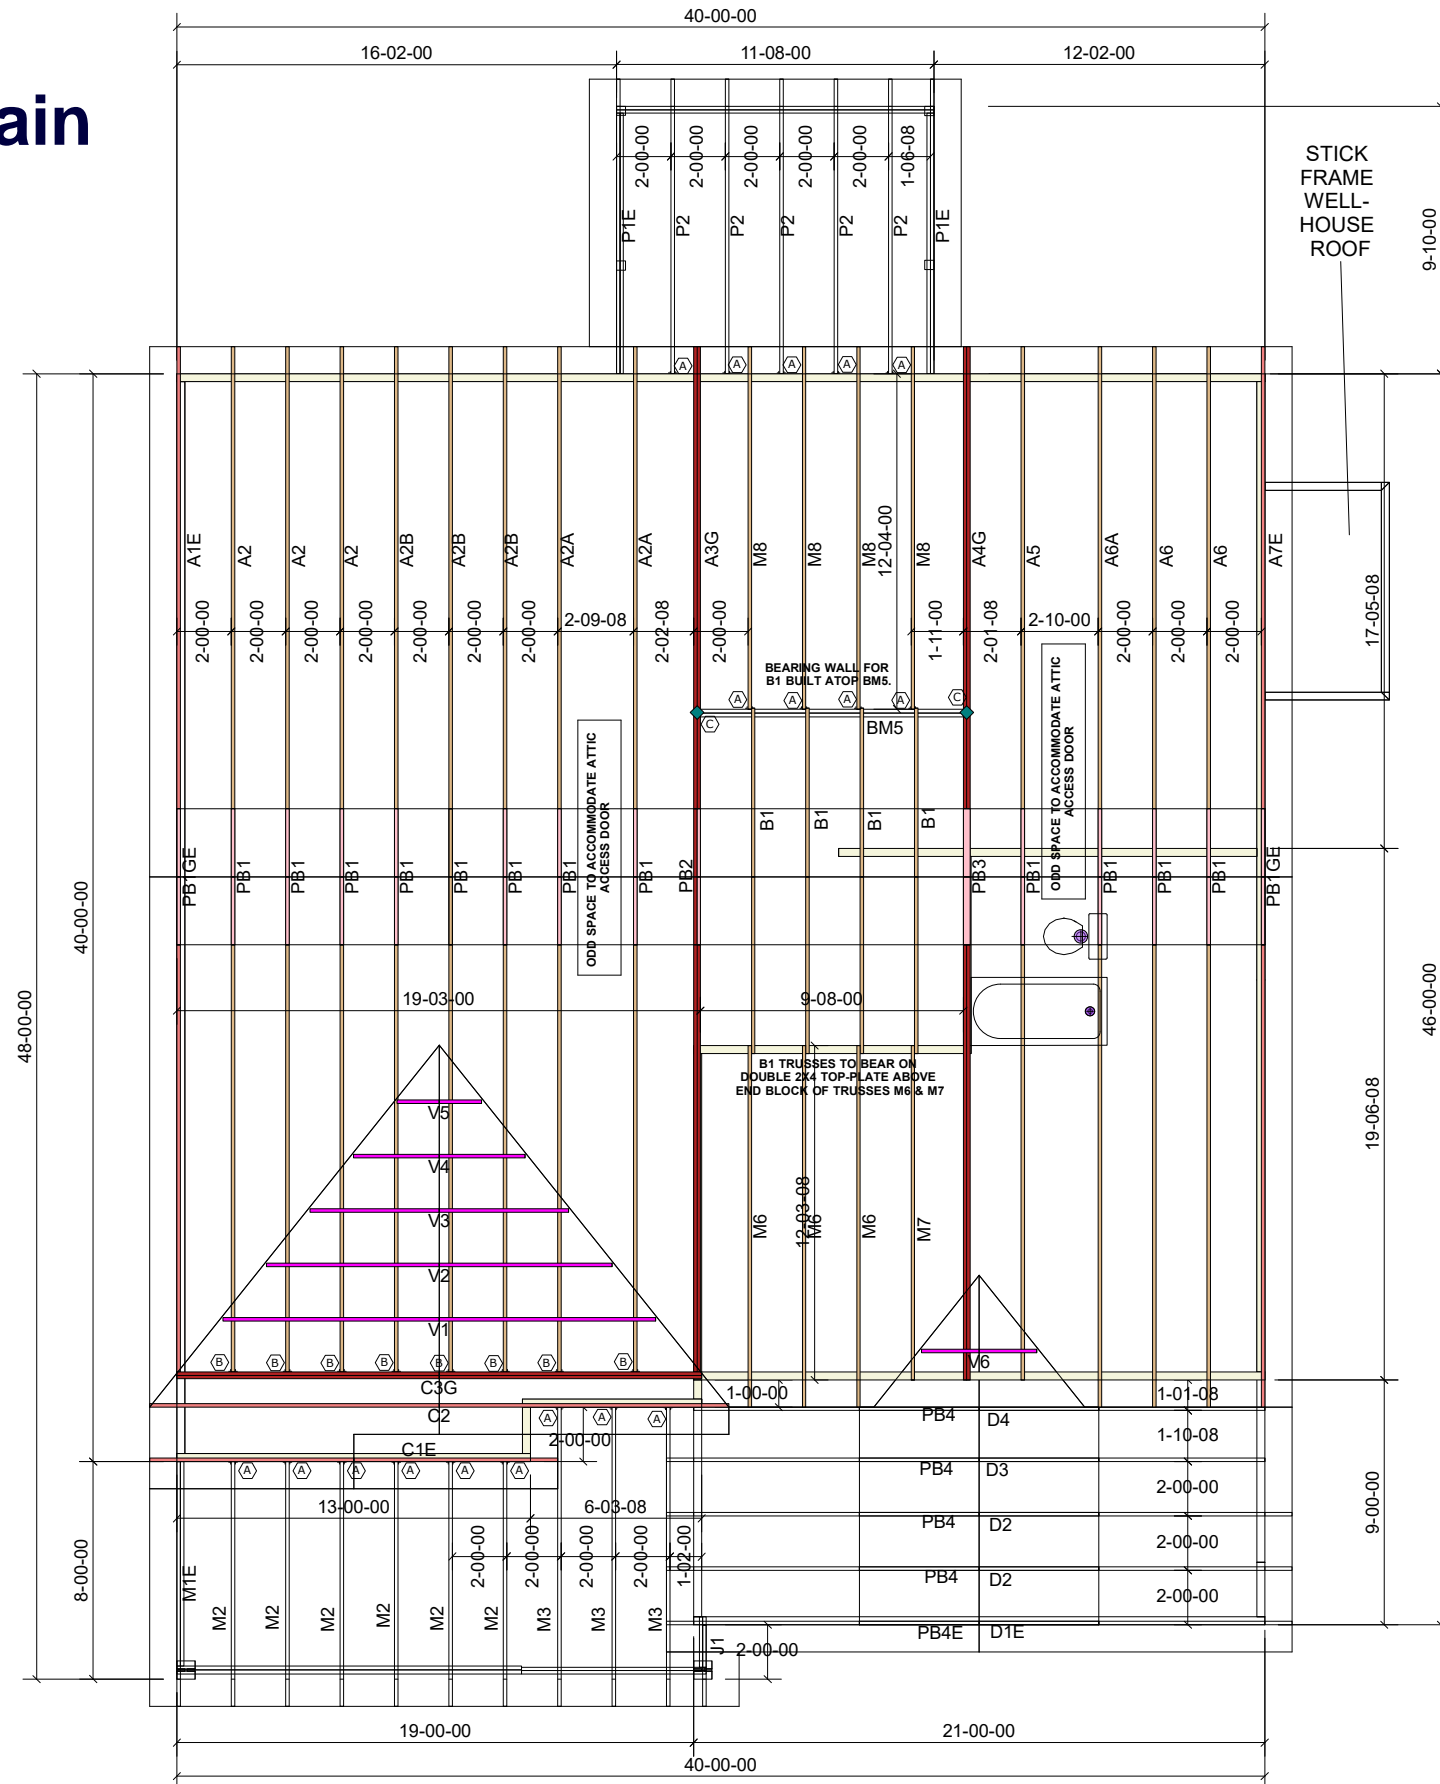 40-00-00
16-02-00
11-08-00
12-02-00
ain
2-00-00
2-00-00
2-00-00
2-00-00
2-00-00
1-06-08
P1E
P2
P2
P2
P2
P2
P1E
STICK
FRAME
WELL-
HOUSE
ROOF
9-10-00
A
A
A
A
A
A1E
A2
A2
A2
A2B
A2B
A2B
A2A
A2A
A3G
M8
M8
M8
12-04-00
M8
A4G
A5
A6A
A6
A6
A7E
2-00-00
2-00-00
2-00-00
2-00-00
2-00-00
2-00-00
2-00-00
2-09-08
2-02-08
2-00-00
1-11-00
2-01-08
2-10-00
2-00-00
2-00-00
2-00-00
17-05-08
BEARING WALL FOR
B1 BUILT ATOP BM5.
A
A
A
A
C
C
BM5
ODD SPACE TO ACCOMMODATE ATTIC
ACCESS DOOR
ODD SPACE TO ACCOMMODATE ATTIC
ACCESS DOOR
B1
B1
B1
B1
PB1GE
PB1
PB1
PB1
PB1
PB1
PB1
PB1
PB1
PB2
PB3
PB1
PB1
PB1
PB1
PB1GE
40-00-00
48-00-00
46-00-00
19-03-00
9-08-00
19-06-08
B1 TRUSSES TO BEAR ON
DOUBLE 2X4 TOP-PLATE ABOVE
END BLOCK OF TRUSSES M6 & M7
V5
V4
V3
V2
V1
M6
12-03-08
M6
M6
M7
V6
B
B
B
B
B
B
B
B
C3G
C2
C1E
1-00-00
1-01-08
A
A
A
2-00-00
PB4
D4
1-10-08
A
A
A
A
A
A
PB4
D3
2-00-00
13-00-00
6-03-08
PB4
D2
2-00-00
2-00-00
2-00-00
2-00-00
2-00-00
1-02-00
9-00-00
8-00-00
PB4
D2
2-00-00
M1E
M2
M2
M2
M2
M2
M2
M3
M3
M3
J1
PB4E
D1E
2-00-00
19-00-00
21-00-00
40-00-00